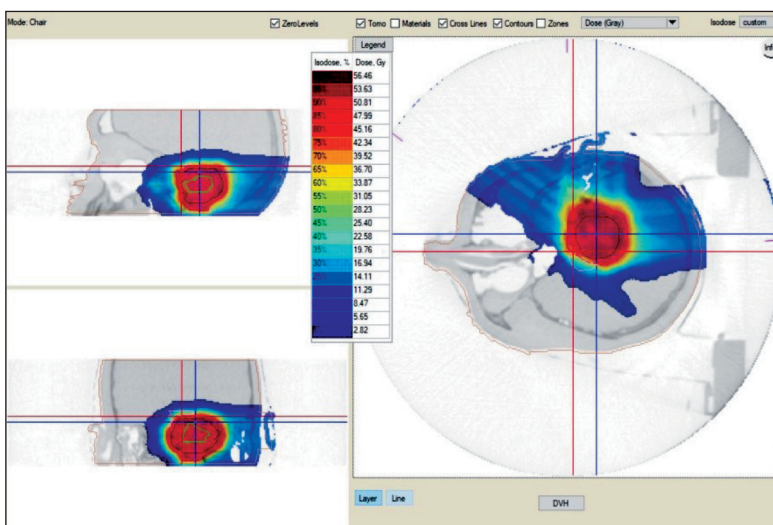 Mode: Chair
ZeroLevels
Tomo Materials Cross Lines Contours Zones Dose (Gray) Isodose custom
Legend
Isodose, % Dose, Gy
56.46
53.63
90% 50.81
85% 47.99
80% 45.16
75% 42.34
70% 39.52
65% 36.70
60% 33.87
55% 31.05
50% 28.23
45% 25.40
40% 22.58
35% 19.76
30% 16.94
14.11
11.29
8.47
5.65
2.82
Layer Line
DVH